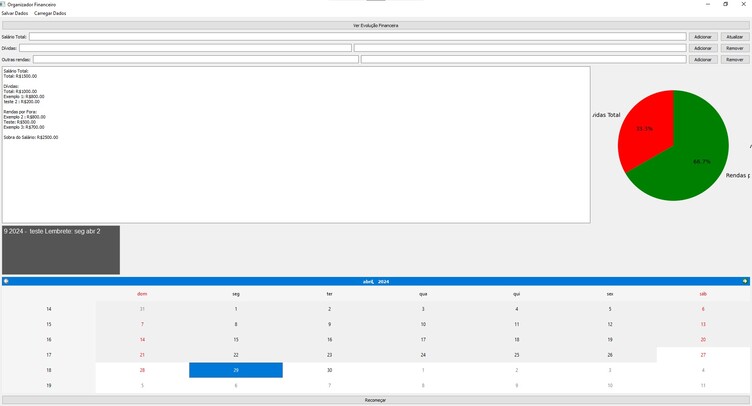 Organizador Financeiro
Salvar Dados Carregar Dados
Ver Evolução Financeira
Salário Total: Adicionar Atualizar
Dívidas: Adicionar Remover
Outras rendas: Adicionar Remover
Salário Total:
Total: R$1500.00
Dívidas:
Total: R$1000.00
Exemplo 1: R$800.00
teste 2 : R$200.00
Rendas por Fora:
Exemplo 2 : R$800.00
Teste: R$500.00
Exemplo 3: R$700.00
Sobra do Salário: R$2500.00
vidas Total
33.3%
66.7%
Rendas p
9 2024 - teste Lembrete: seg abr 2
abril, 2024
dom seg ter qua qui sex sáb
14 31 1 2 3 4 5 6
15 7 8 9 10 11 12 13
16 14 15 16 17 18 19 20
17 21 22 23 24 25 26 27
18 28 29 30 1 2 3 4
19 5 6 7 8 9 10 11
Recomeçar